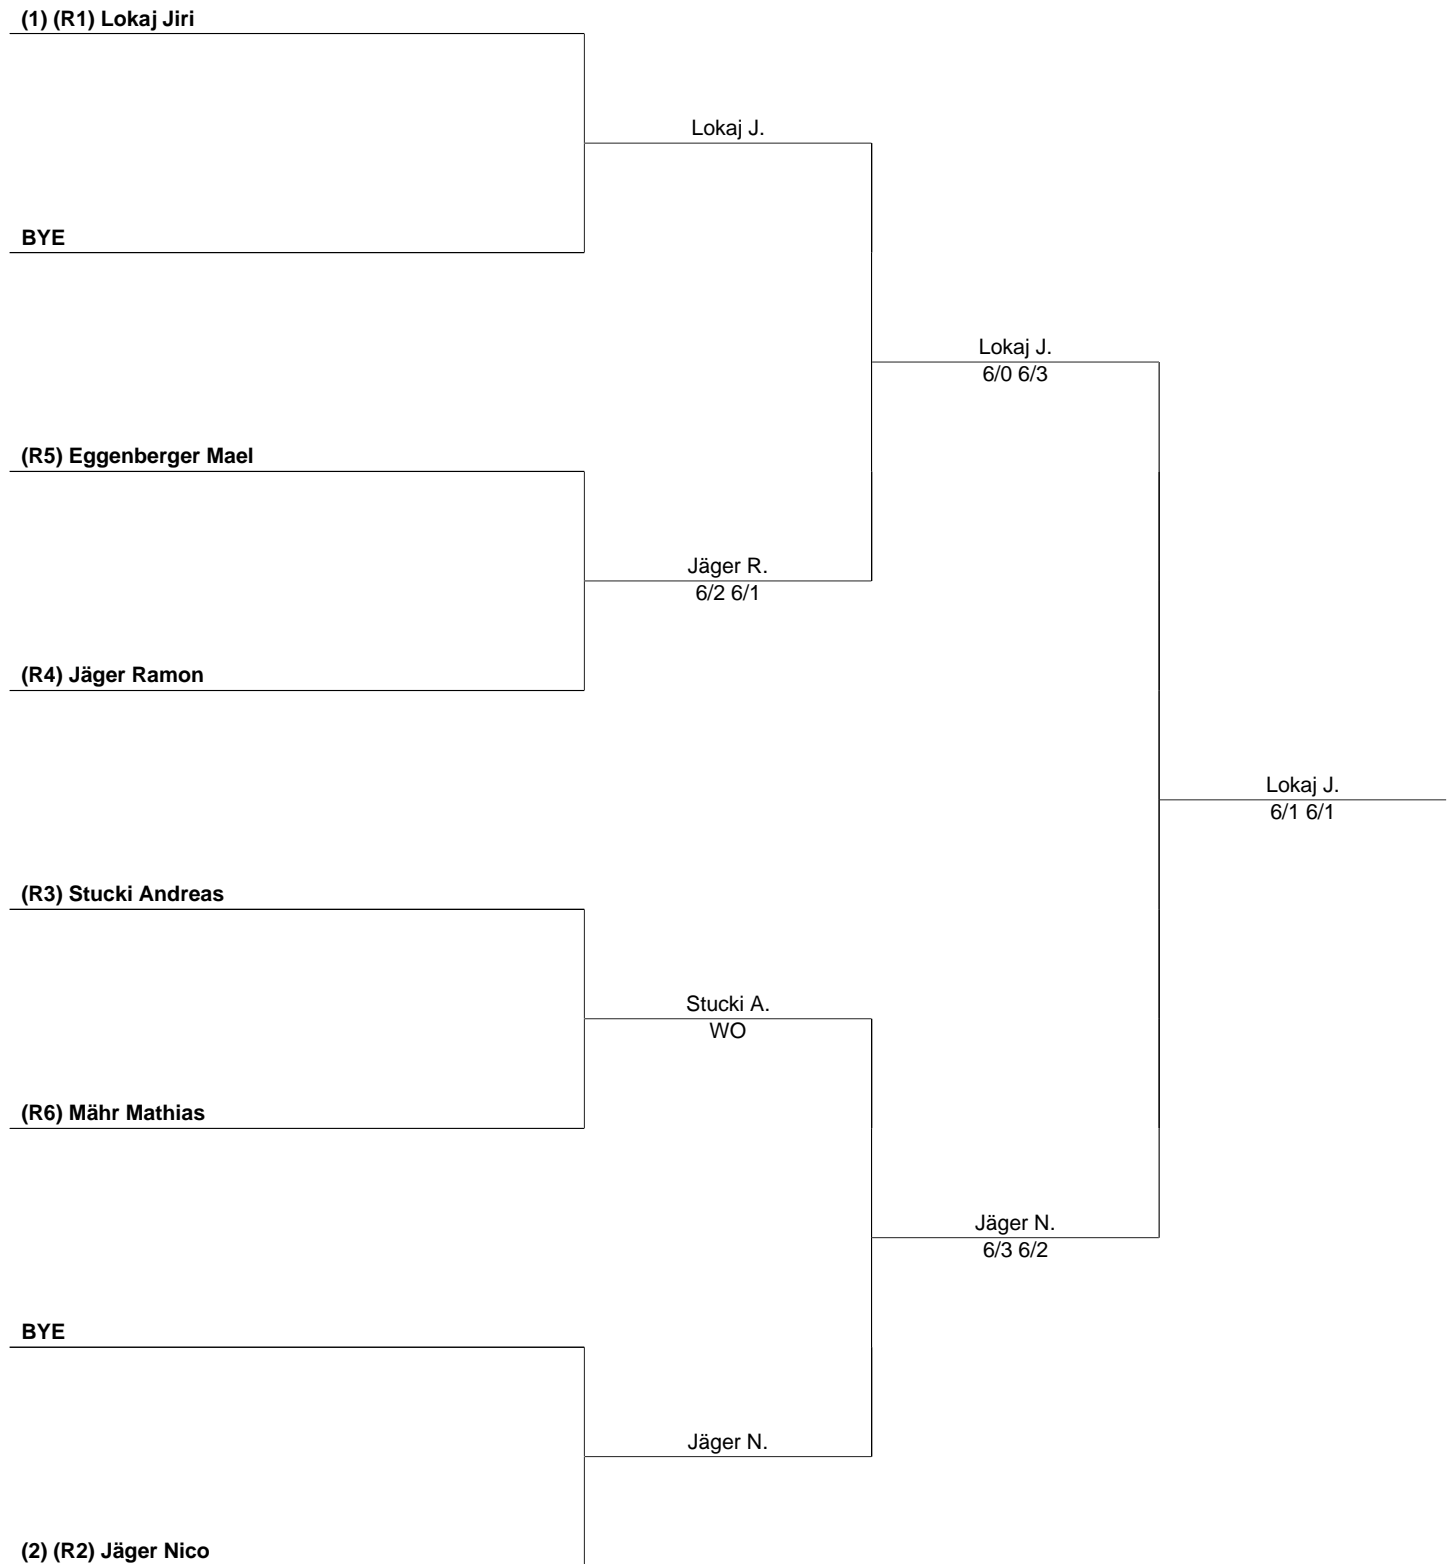 (1) (R1) Lokaj Jiri
Lokaj J.
BYE
Lokaj J.
6/0 6/3
(R5) Eggenberger Mael
Jäger R.
6/2 6/1
(R4) Jäger Ramon
Lokaj J.
6/1 6/1
(R3) Stucki Andreas
Stucki A.
WO
(R6) Mähr Mathias
Jäger N.
6/3 6/2
BYE
Jäger N.
(2) (R2) Jäger Nico